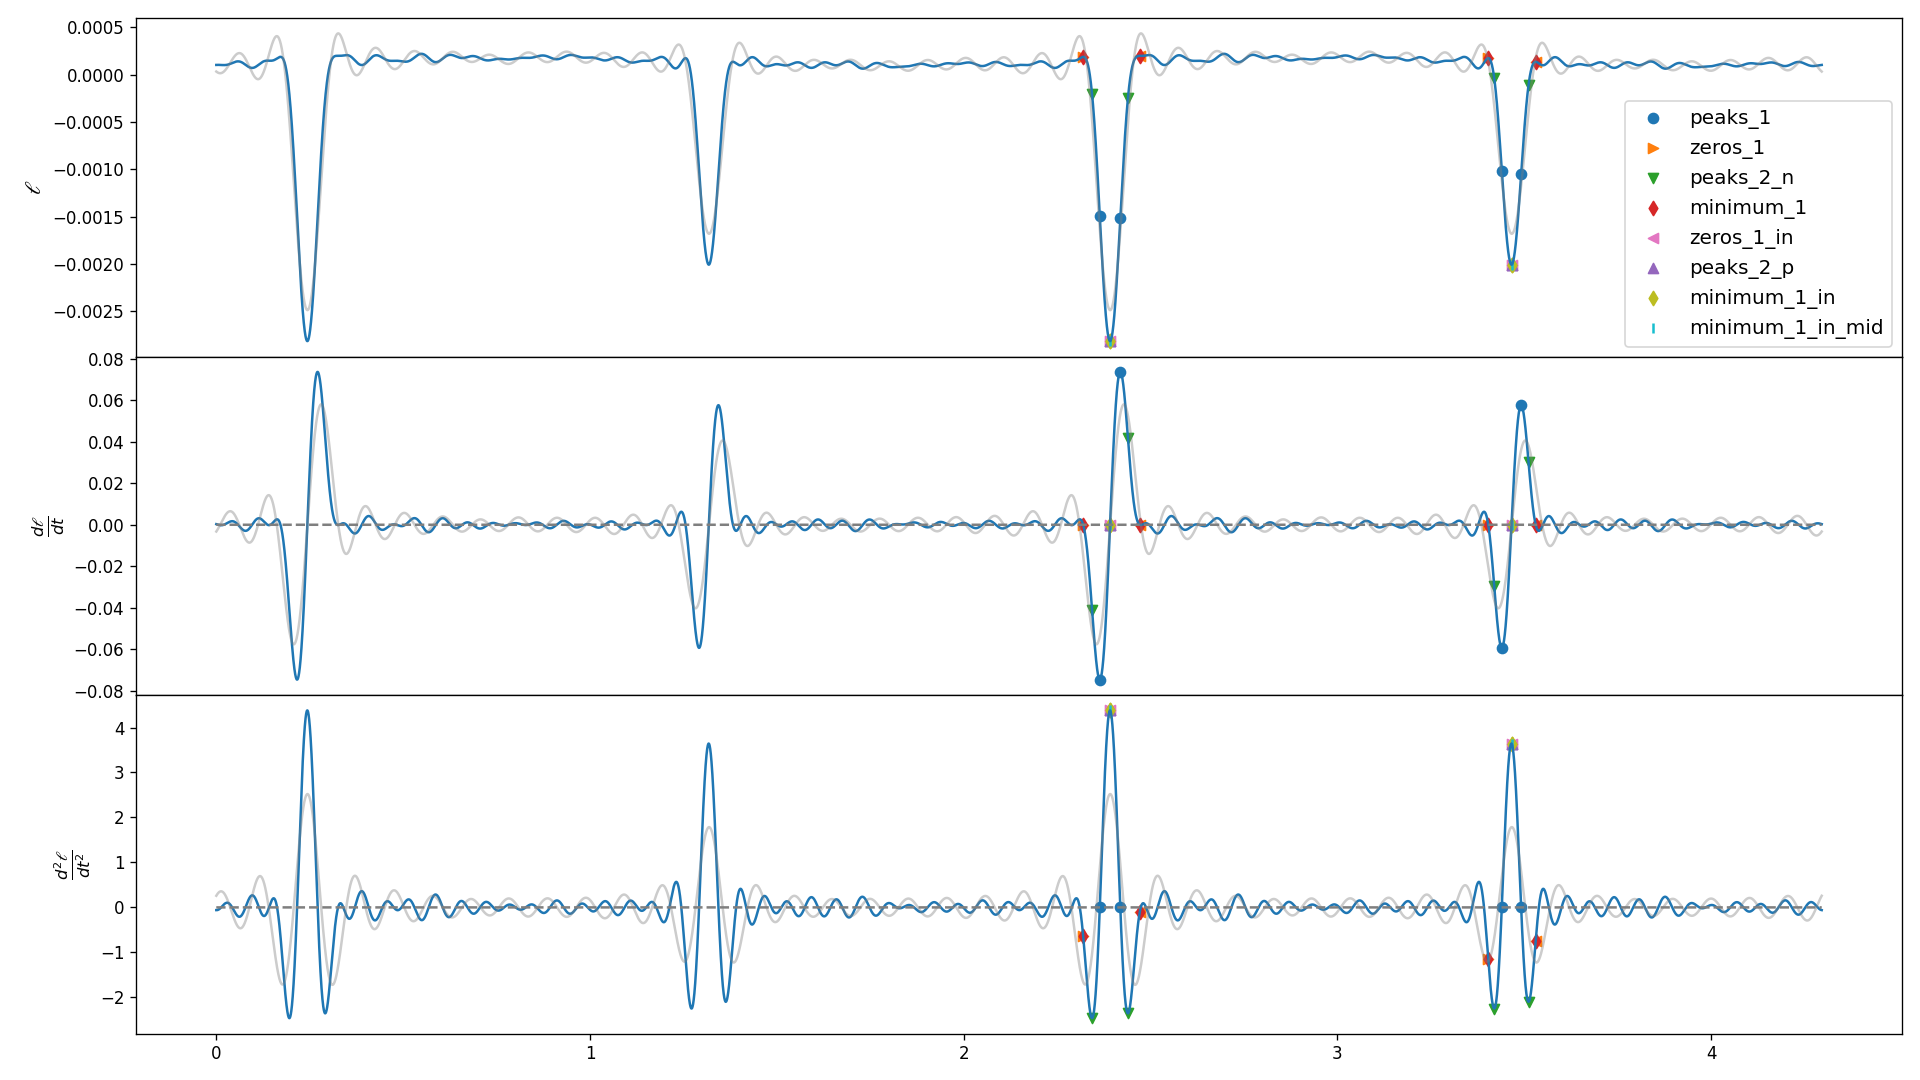 0.0005
0.0000
−0.0005
−0.0010
−0.0015
−0.0020
−0.0025
ℓ
peaks_1
zeros_1
peaks_2_n
minimum_1
zeros_1_in
peaks_2_p
minimum_1_in
minimum_1_in_mid
0.08
0.06
0.04
0.02
0.00
−0.02
−0.04
−0.06
−0.08
dℓ
dt
4
3
2
1
0
−1
−2
d²ℓ
dt²
0 1 2 3 4